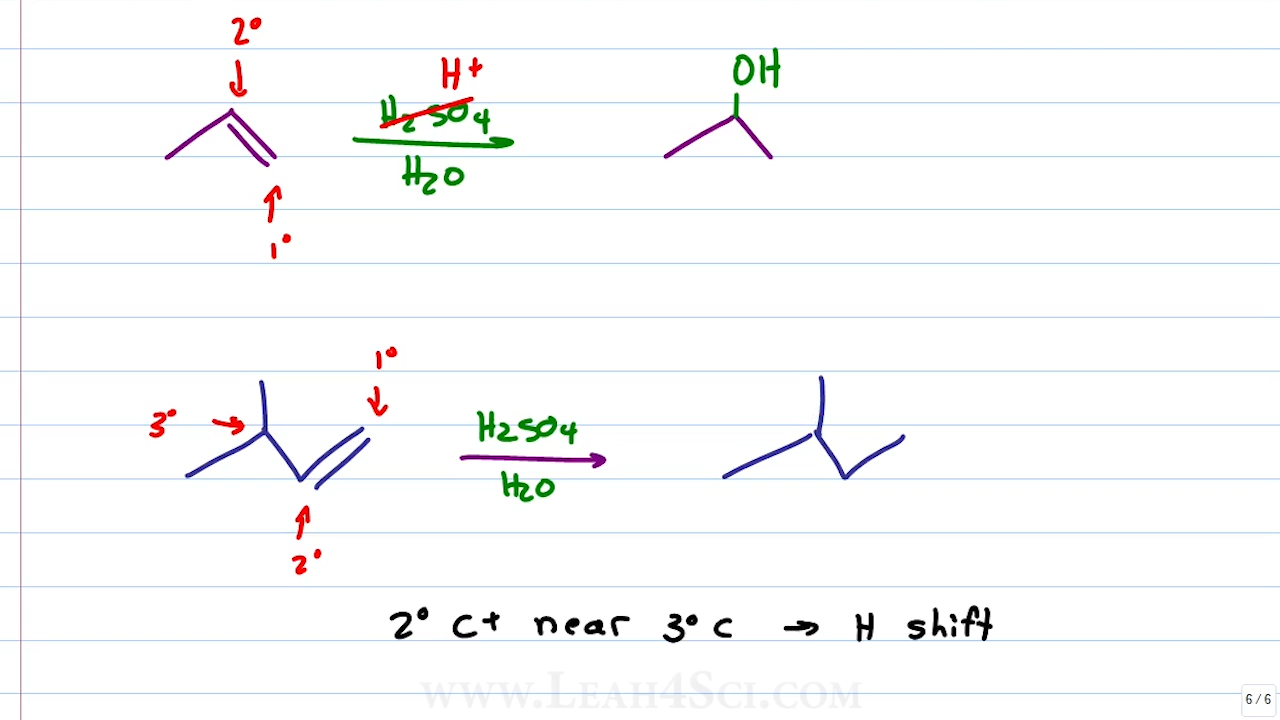 2°
H+
H2SO4
H2O
OH
1°
1°
3°
H2SO4
H2O
2°
2° C+ near 3° C → H shift
www.Leah4Sci.com
6/6